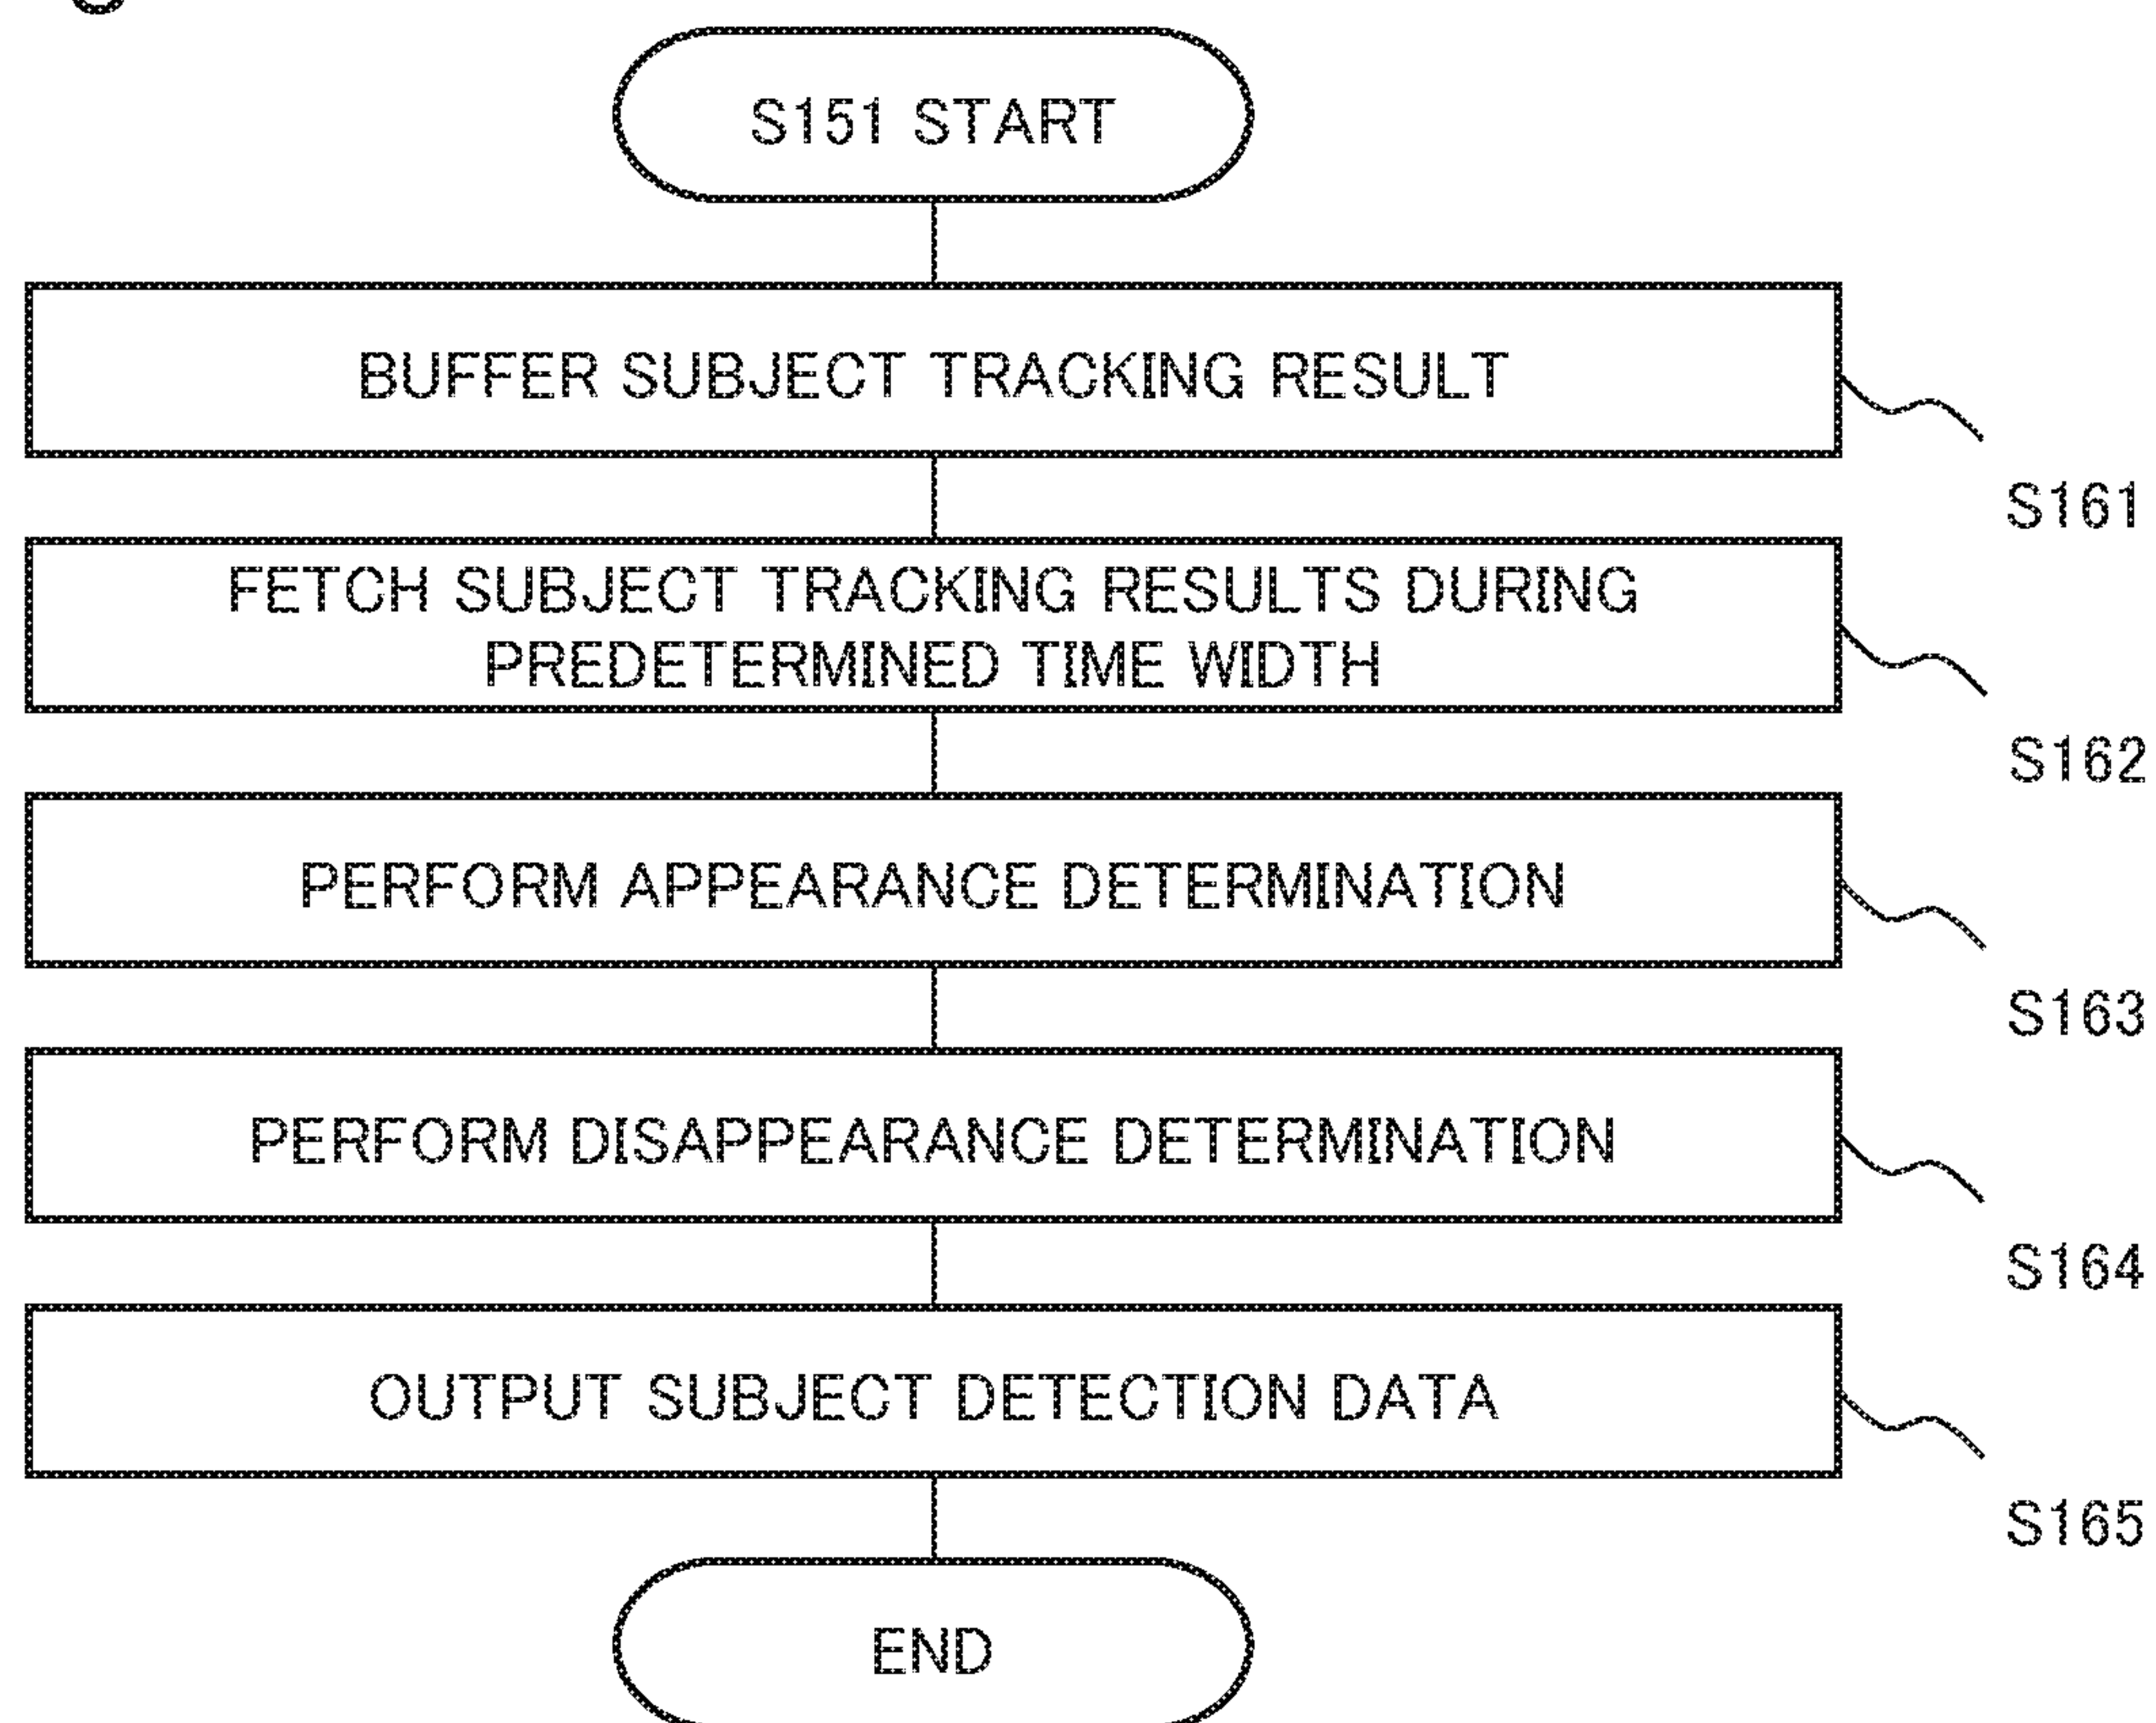 S151 START
BUFFER SUBJECT TRACKING RESULT
S161
FETCH SUBJECT TRACKING RESULTS DURING
PREDETERMINED TIME WIDTH
S162
PERFORM APPEARANCE DETERMINATION
S163
PERFORM DISAPPEARANCE DETERMINATION
S164
OUTPUT SUBJECT DETECTION DATA
S165
END